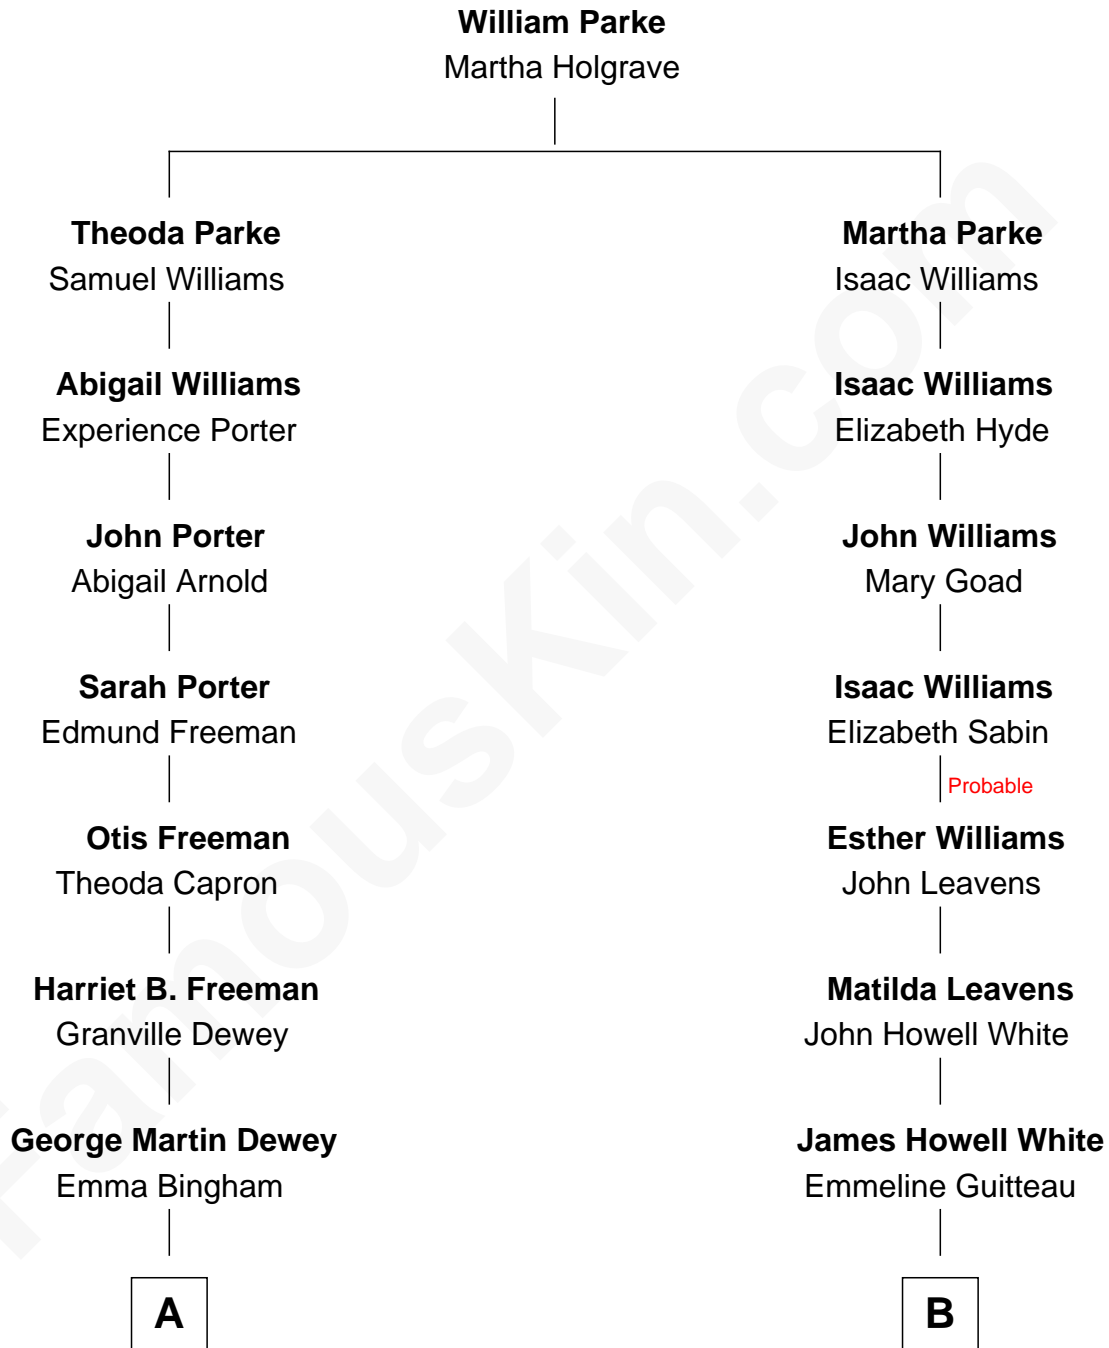 William Parke
Martha Holgrave
Theoda Parke
Samuel Williams
Martha Parke
Isaac Williams
Abigail Williams
Experience Porter
Isaac Williams
Elizabeth Hyde
John Porter
Abigail Arnold
John Williams
Mary Goad
Sarah Porter
Edmund Freeman
Isaac Williams
Elizabeth Sabin
Probable
Otis Freeman
Theoda Capron
Esther Williams
John Leavens
Harriet B. Freeman
Granville Dewey
Matilda Leavens
John Howell White
George Martin Dewey
Emma Bingham
James Howell White
Emmeline Guitteau
A
B
FamousKin.com